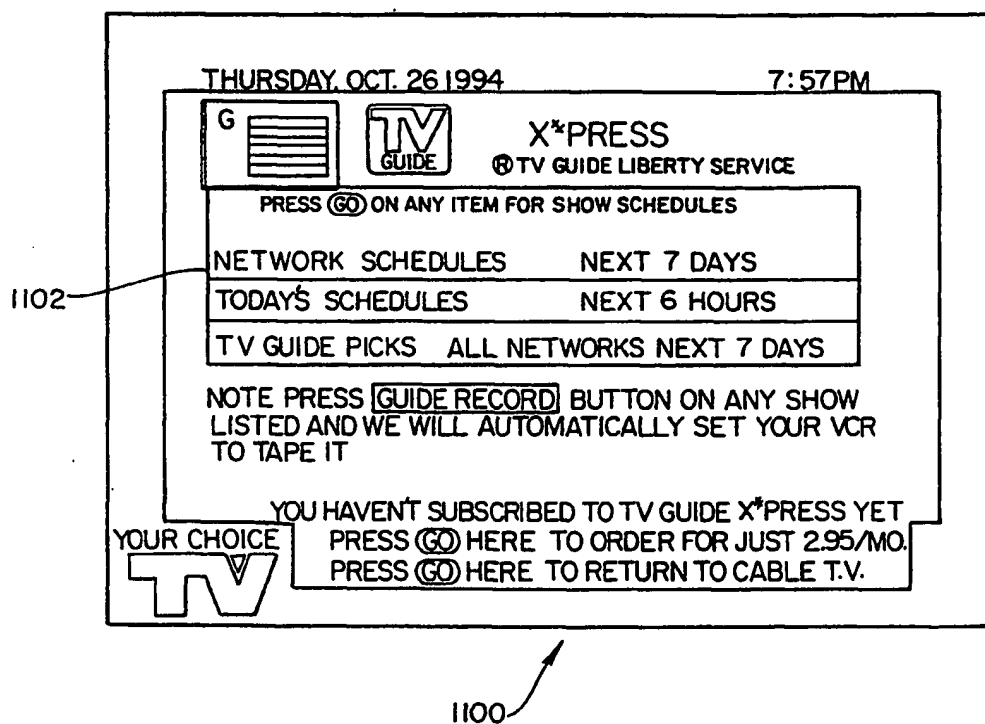 THURSDAY, OCT. 26 1994 7:57PM
G
TV GUIDE
X*PRESS
® TV GUIDE LIBERTY SERVICE
PRESS GO ON ANY ITEM FOR SHOW SCHEDULES
NETWORK SCHEDULES NEXT 7 DAYS
TODAY'S SCHEDULES NEXT 6 HOURS
TV GUIDE PICKS ALL NETWORKS NEXT 7 DAYS
1102
NOTE PRESS GUIDE RECORD BUTTON ON ANY SHOW
LISTED AND WE WILL AUTOMATICALLY SET YOUR VCR
TO TAPE IT
YOU HAVEN'T SUBSCRIBED TO TV GUIDE X*PRESS YET
PRESS GO HERE TO ORDER FOR JUST 2.95/MO.
PRESS GO HERE TO RETURN TO CABLE T.V.
YOUR CHOICE
TV
1100